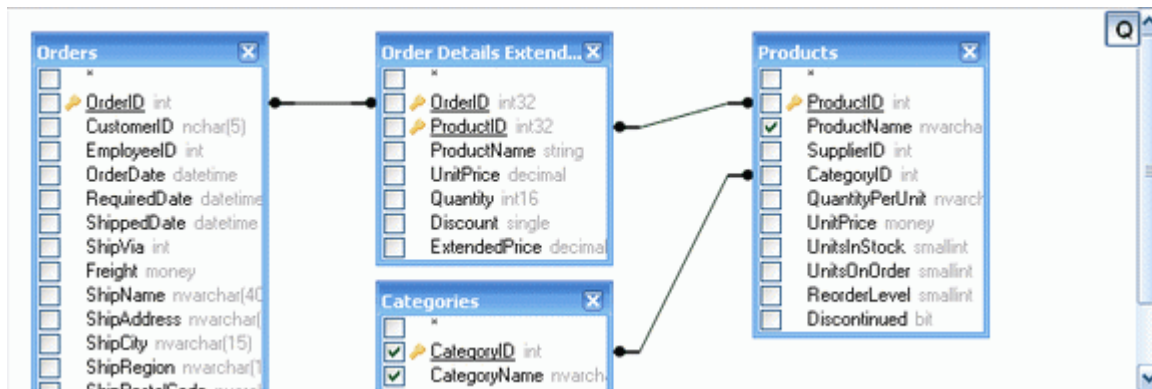 Orders
*
OrderID int
CustomerID nchar(5)
EmployeeID int
OrderDate datetime
RequiredDate datetime
ShippedDate datetime
ShipVia int
Freight money
ShipName nvarchar(40
ShipAddress nvarchar(
ShipCity nvarchar(15)
ShipRegion nvarchar(1
Order Details Extend...
*
OrderID int32
ProductID int32
ProductName string
UnitPrice decimal
Quantity int16
Discount single
ExtendedPrice decimal
Categories
*
CategoryID int
CategoryName nvarch
Products
*
ProductID int
ProductName nvarcha
SupplierID int
CategoryID int
QuantityPerUnit nvarch
UnitPrice money
UnitsInStock smallint
UnitsOnOrder smallint
ReorderLevel smallint
Discontinued bit
Q